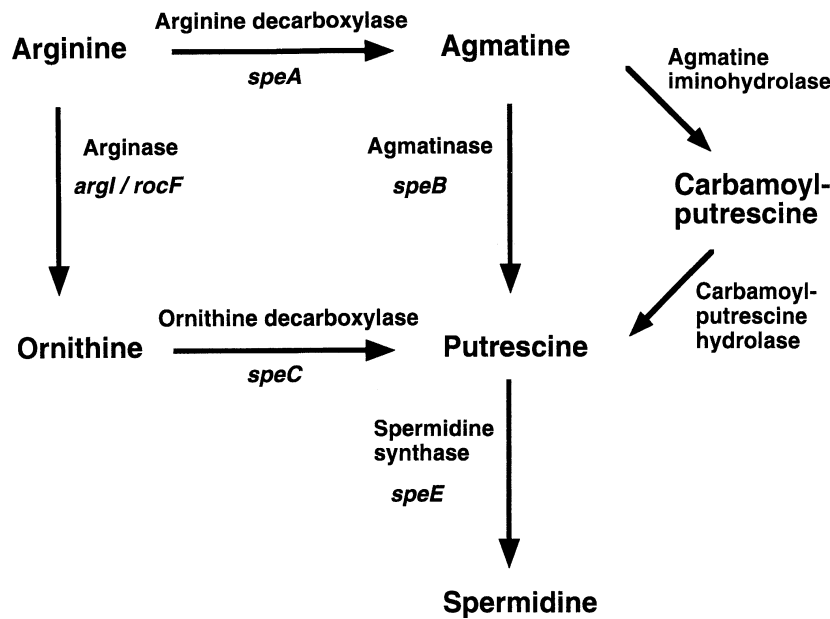 Arginine decarboxylase
Arginine
speA
Agmatine
Agmatine
iminohydrolase
Arginase
argI / rocF
Agmatinase
speB
Carbamoyl-
putrescine
Ornithine decarboxylase
Ornithine
speC
Putrescine
Carbamoyl-
putrescine
hydrolase
Spermidine
synthase
speE
Spermidine